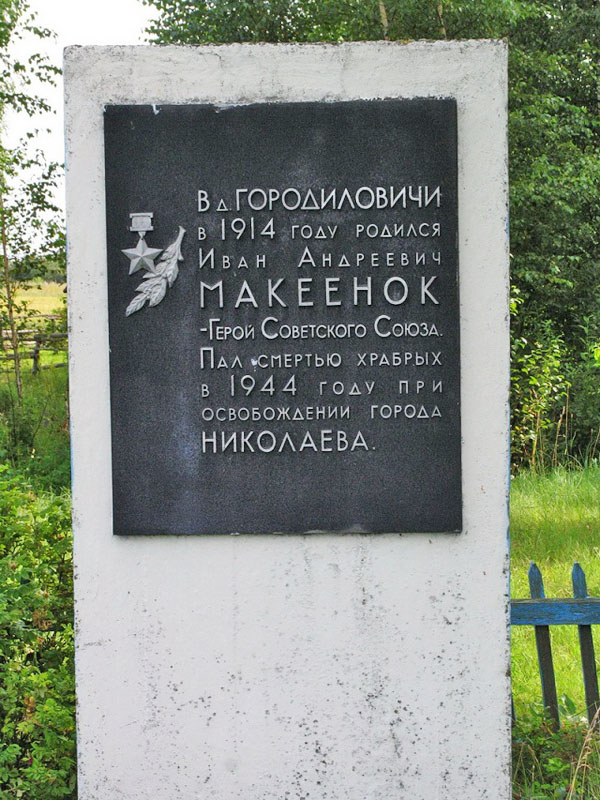 В д. ГОРОДИЛОВИЧИ
в 1914 году родился
Иван Андреевич
МАКЕЕНОК
-Герой Советского Союза.
Пал смертью храбрых
в 1944 году при
освобождении города
НИКОЛАЕВА.